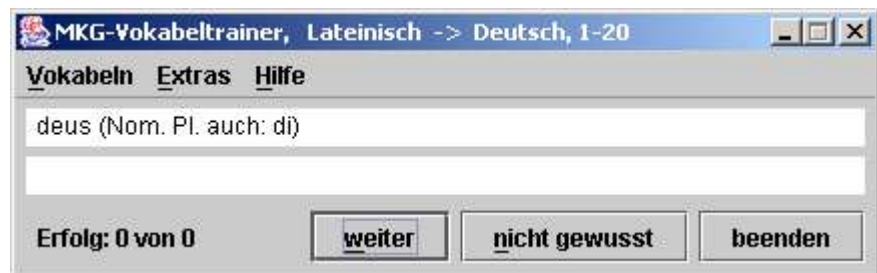 MKG-Vokabeltrainer, Lateinisch -> Deutsch, 1-20
Vokabeln Extras Hilfe
deus (Nom. Pl. auch: di)
Erfolg: 0 von 0 weiter nicht gewusst beenden